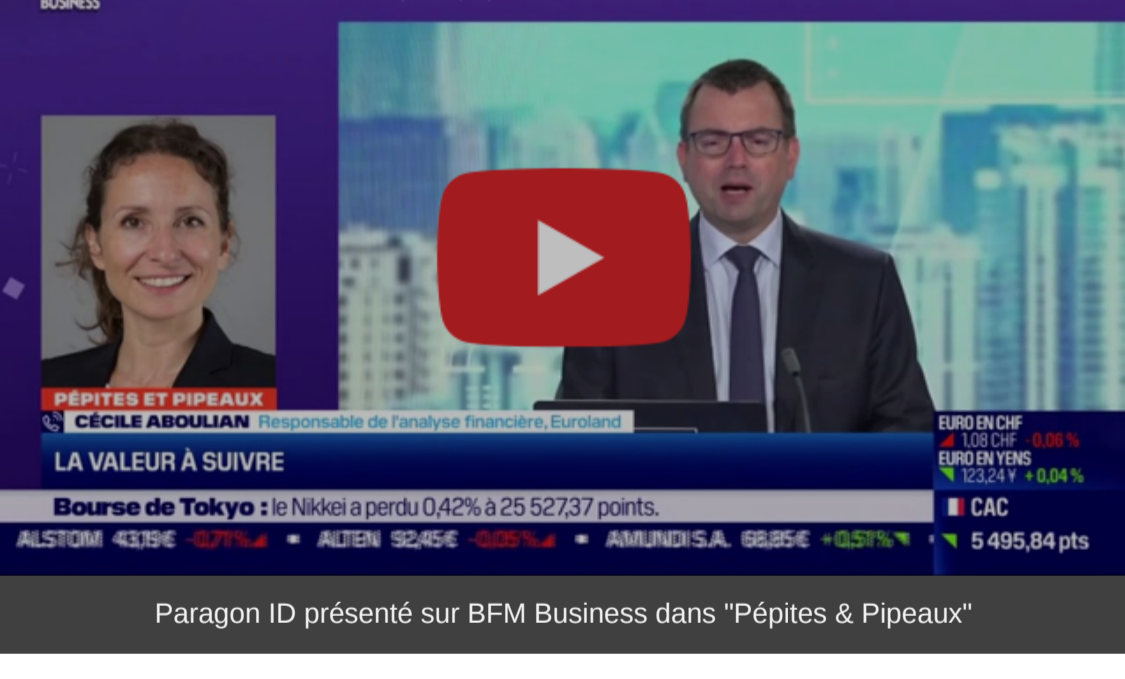 BUSINESS
PÉPITES ET PIPEAUX
CÉCILE ABOULIAN Responsable de l'analyse financière, Euroland
LA VALEUR À SUIVRE
Bourse de Tokyo : le Nikkei a perdu 0,42% à 25 527,37 points.
ALSTOM 43,19€ -0,71% ALTEN 92,45€ -0,05% AMUNDI S.A. 68,85€ +0,51%
EURO EN CHF
1,08 CHF -0,06 %
EURO EN YENS
123,24 ¥ +0,04 %
CAC
5 495,84 pts
Paragon ID présenté sur BFM Business dans "Pépites & Pipeaux"